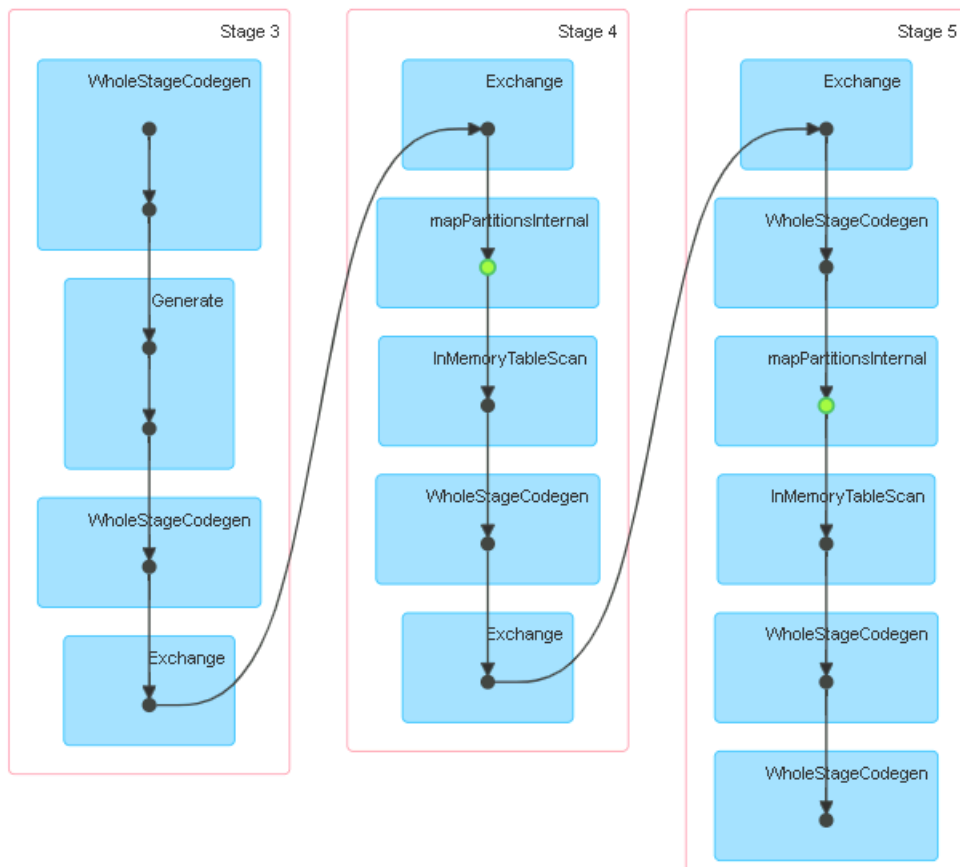 Stage 3
WholeStageCodegen
Generate
WholeStageCodegen
Exchange
Stage 4
Exchange
mapPartitionsInternal
InMemoryTableScan
WholeStageCodegen
Exchange
Stage 5
Exchange
WholeStageCodegen
mapPartitionsInternal
InMemoryTableScan
WholeStageCodegen
WholeStageCodegen